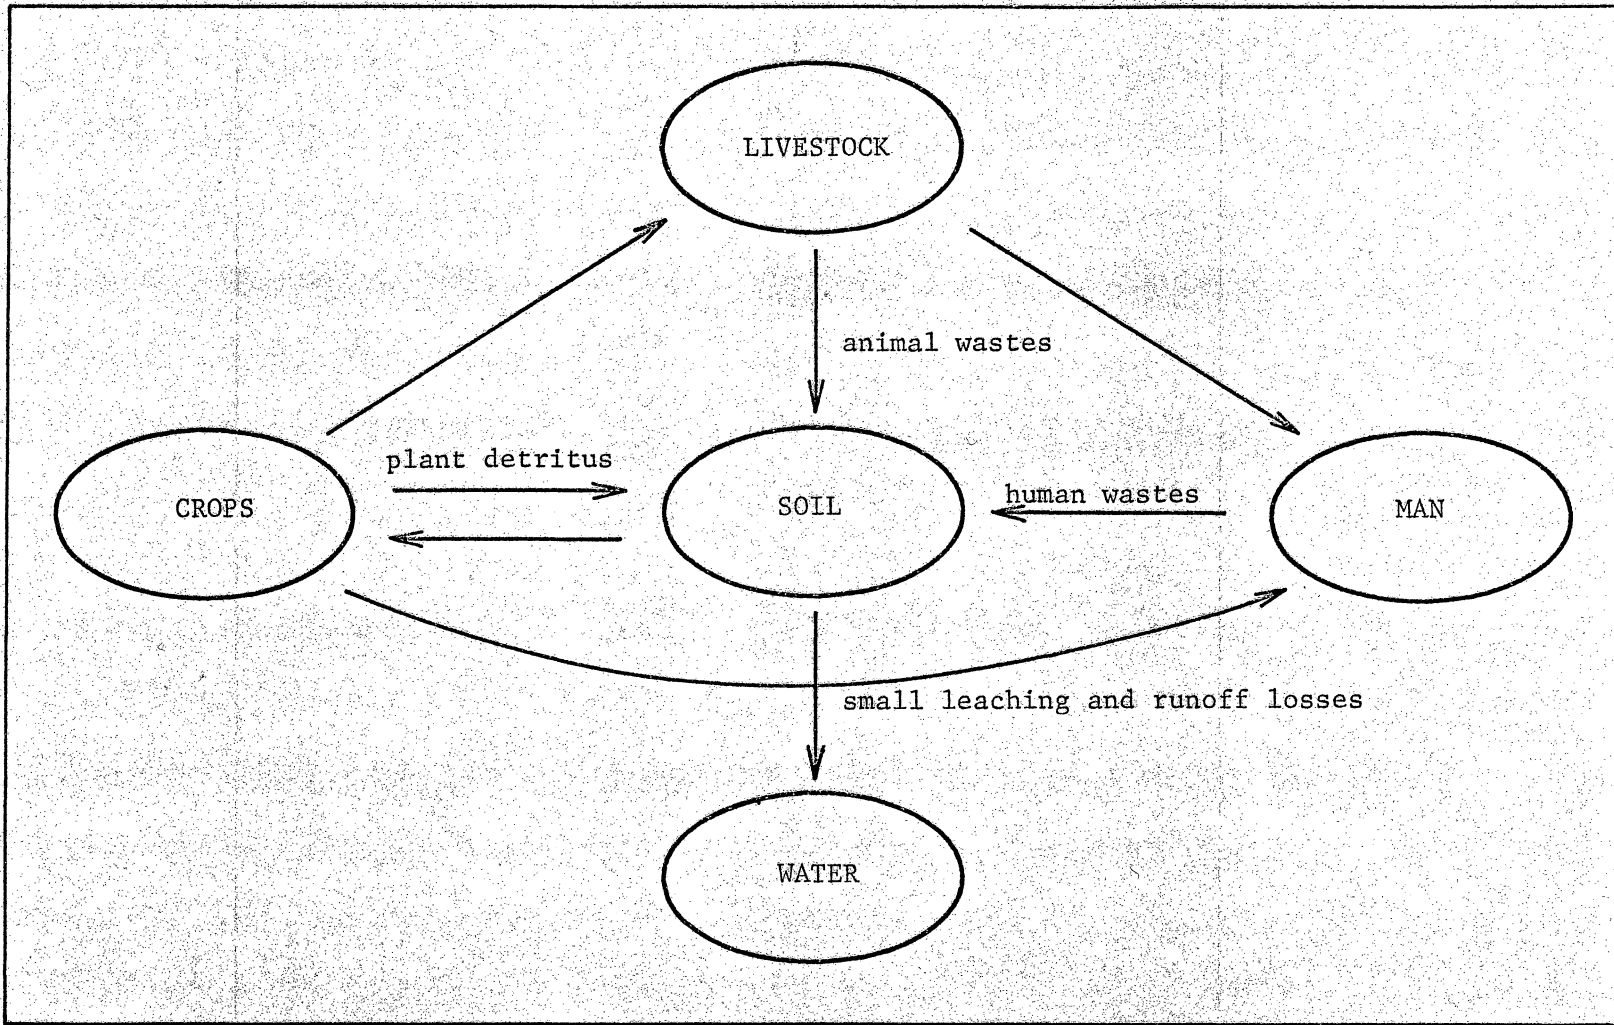 LIVESTOCK
animal wastes
plant detritus
CROPS
SOIL
human wastes
MAN
small leaching and runoff losses
WATER